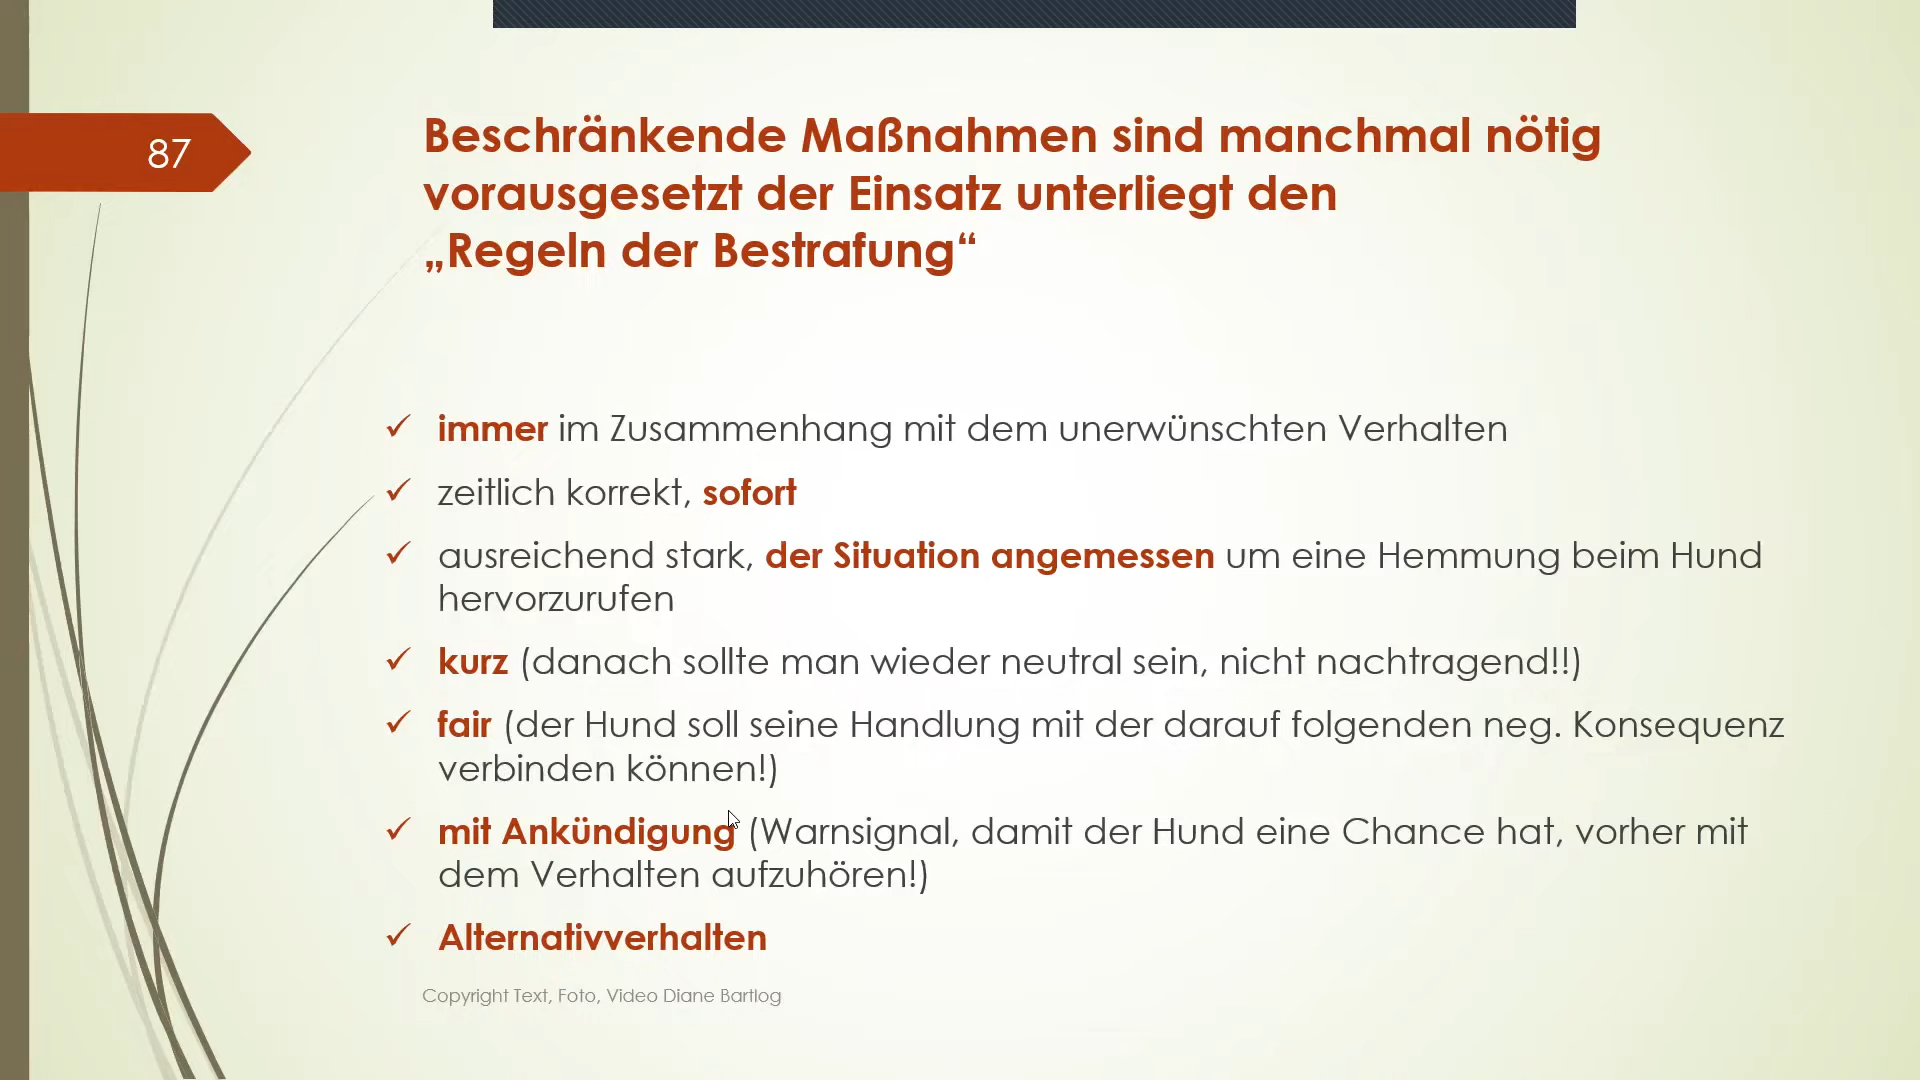 87
Beschränkende Maßnahmen sind manchmal nötig
vorausgesetzt der Einsatz unterliegt den
„Regeln der Bestrafung“
immer im Zusammenhang mit dem unerwünschten Verhalten
zeitlich korrekt, sofort
ausreichend stark, der Situation angemessen um eine Hemmung beim Hund
hervorzurufen
kurz (danach sollte man wieder neutral sein, nicht nachtragend!!)
fair (der Hund soll seine Handlung mit der darauf folgenden neg. Konsequenz
verbinden können!)
mit Ankündigung (Warnsignal, damit der Hund eine Chance hat, vorher mit
dem Verhalten aufzuhören!)
Alternativverhalten
Copyright Text, Foto, Video Diane Bartlog